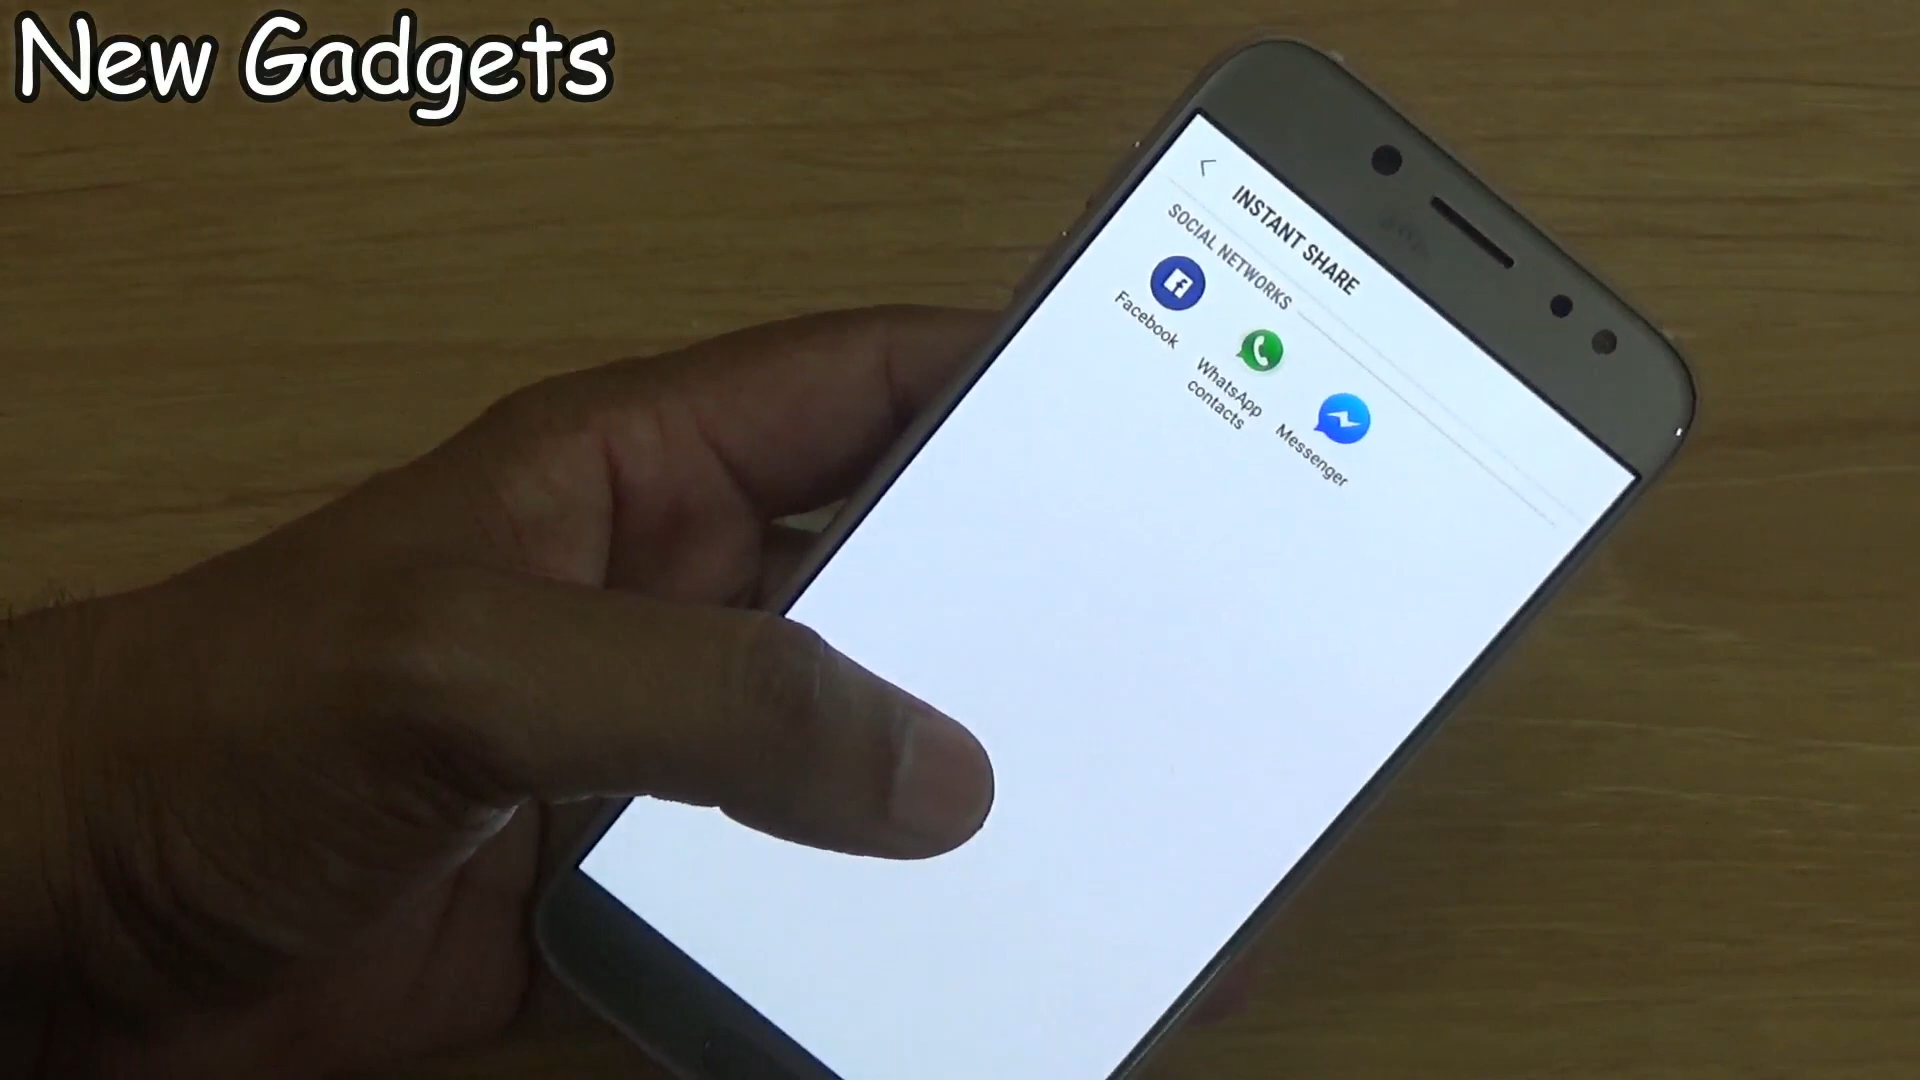 New Gadgets
INSTANT SHARE
SOCIAL NETWORKS
Facebook
WhatsApp
contacts
Messenger